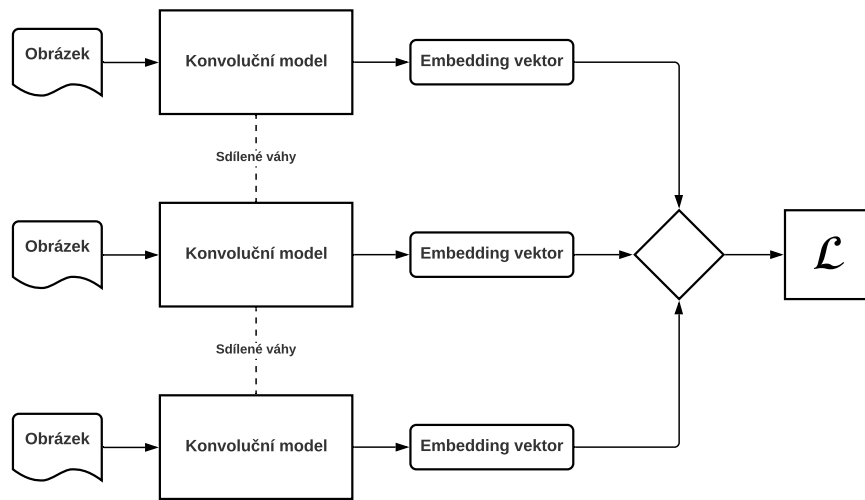 Obrázek
Konvoluční model
Embedding vektor
Sdílené váhy
Obrázek
Konvoluční model
Embedding vektor
ℒ
Sdílené váhy
Obrázek
Konvoluční model
Embedding vektor